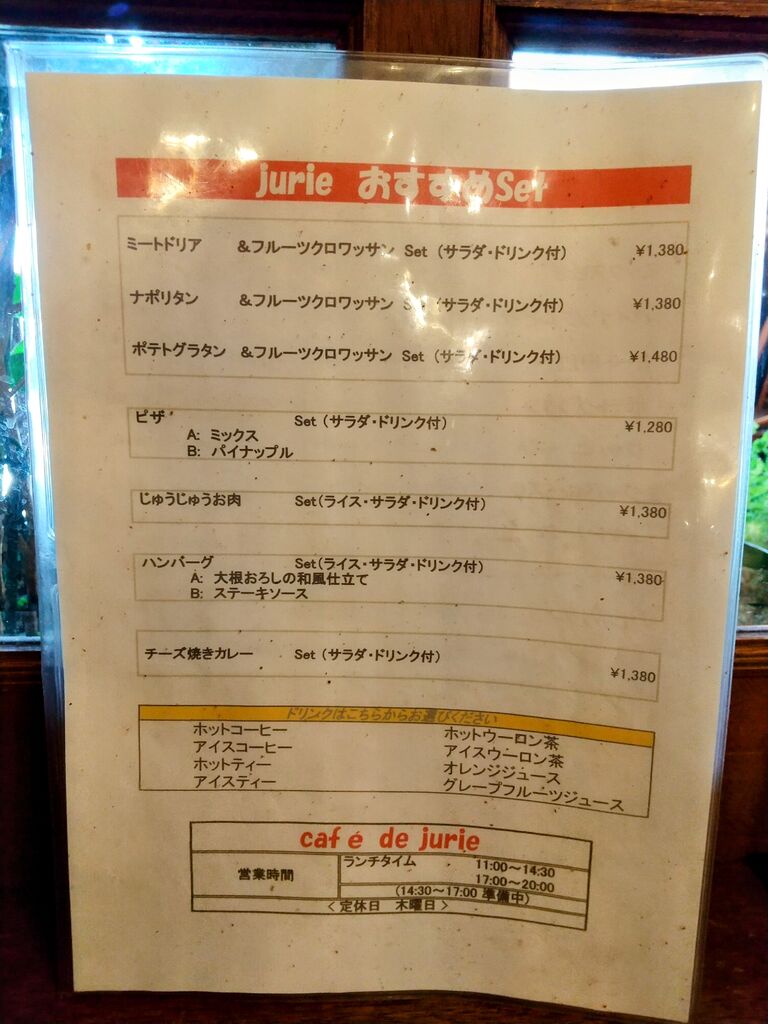 jurie おすすめSet
ミートドリア &フルーツクロワッサン Set (サラダ・ドリンク付) ¥1,380
ナポリタン &フルーツクロワッサン Set (サラダ・ドリンク付) ¥1,380
ポテトグラタン &フルーツクロワッサン Set (サラダ・ドリンク付) ¥1,480
ピザ Set (サラダ・ドリンク付) ¥1,280
A: ミックス
B: パイナップル
じゅうじゅうお肉 Set(ライス・サラダ・ドリンク付) ¥1,380
ハンバーグ Set(ライス・サラダ・ドリンク付) ¥1,380
A: 大根おろしの和風仕立て
B: ステーキソース
チーズ焼きカレー Set (サラダ・ドリンク付) ¥1,380
ドリンクはこちらからお選びください
ホットコーヒー ホットウーロン茶
アイスコーヒー アイスウーロン茶
ホットティー オレンジジュース
アイスティー グレープフルーツジュース
café de jurie
営業時間 ランチタイム 11:00～14:30
17:00～20:00
(14:30～17:00 準備中)
＜定休日 木曜日＞